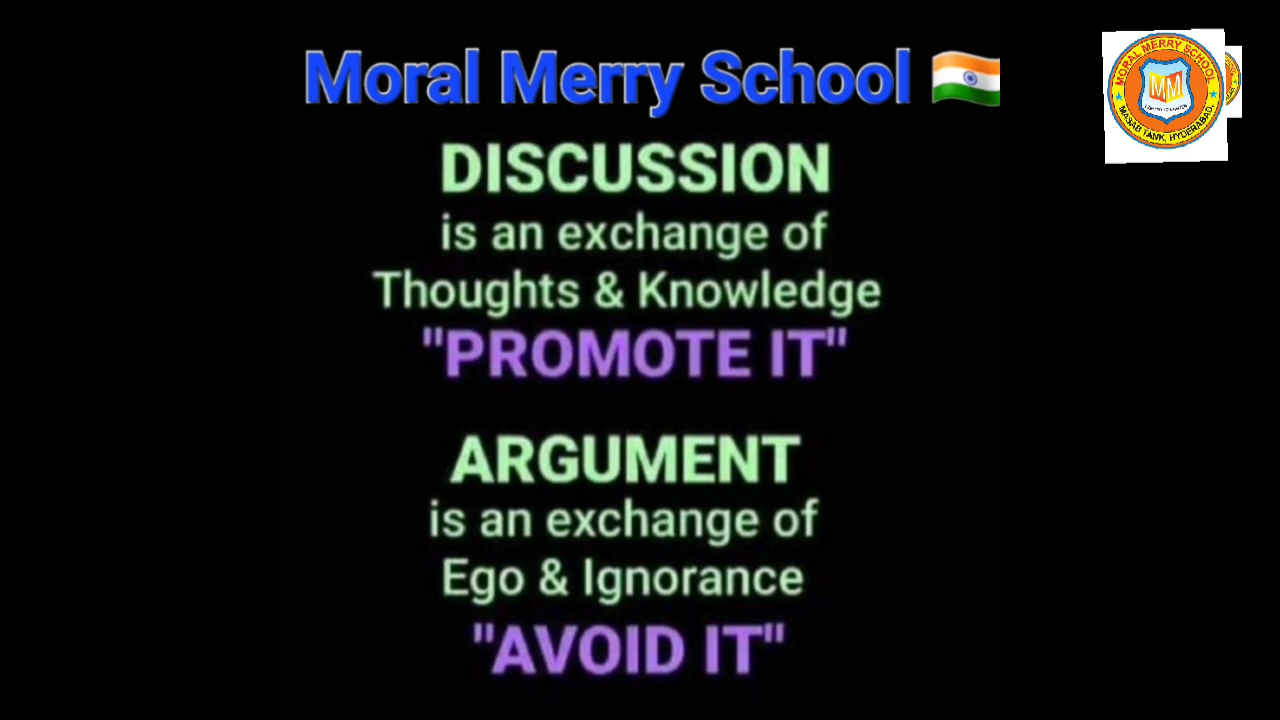 Moral Merry School 🇮🇳
DISCUSSION
is an exchange of
Thoughts & Knowledge
"PROMOTE IT"
ARGUMENT
is an exchange of
Ego & Ignorance
"AVOID IT"
MORAL MERRY SCHOOL
MM
MASAB TANK, HYDERABAD.